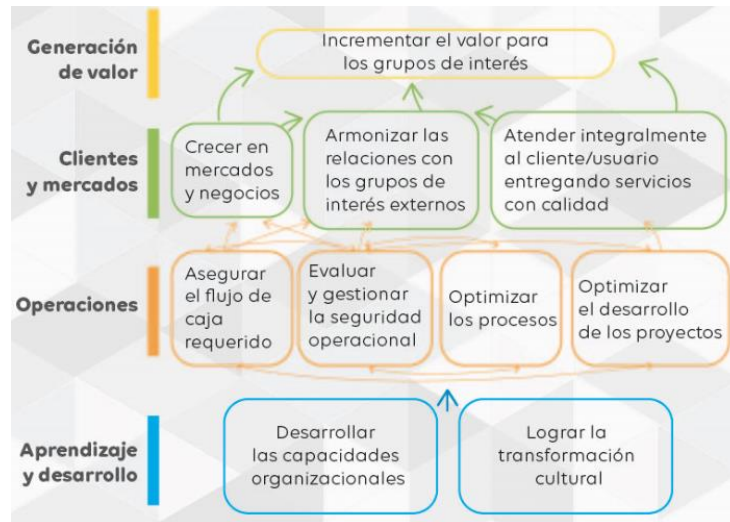 Generación
de valor
Incrementar el valor para
los grupos de interés
Clientes
y mercados
Crecer en
mercados
y negocios
Armonizar las
relaciones con
los grupos de
interés externos
Atender integralmente
al cliente/usuario
entregando servicios
con calidad
Operaciones
Asegurar
el flujo de
caja
requerido
Evaluar
y gestionar
la seguridad
operacional
Optimizar
los procesos
Optimizar
el desarrollo
de los proyectos
Aprendizaje
y desarrollo
Desarrollar
las capacidades
organizacionales
Lograr la
transformación
cultural